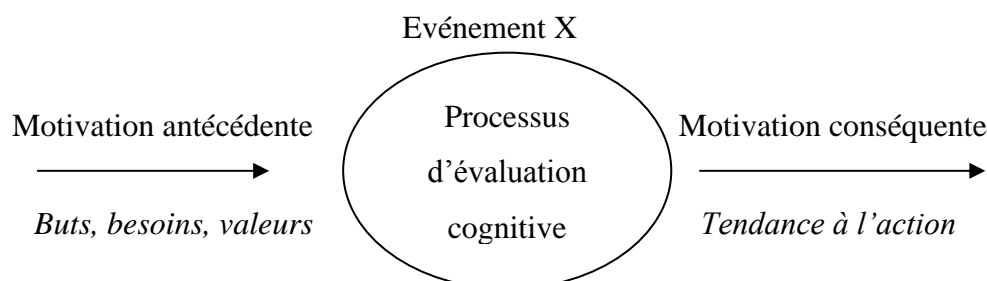 Evénement X
Motivation antécédente
Buts, besoins, valeurs
Processus
d’évaluation
cognitive
Motivation conséquente
Tendance à l’action